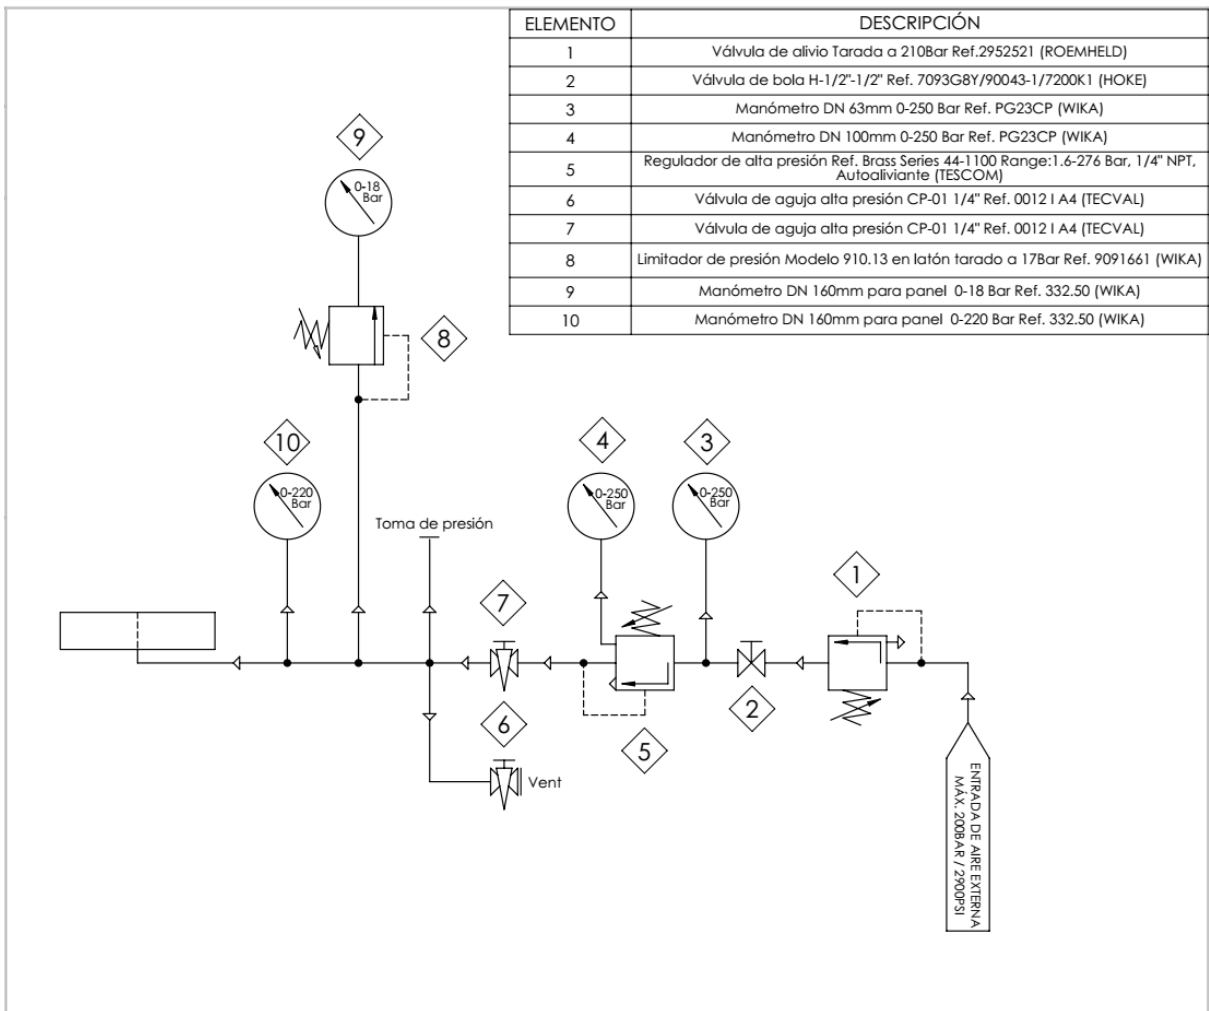 ELEMENTO DESCRIPCIÓN
1 Válvula de alivio Tarada a 210Bar Ref.2952521 (ROEMHELD)
2 Válvula de bola H-1/2"-1/2" Ref. 7093G8Y/90043-1/7200K1 (HOKE)
3 Manómetro DN 63mm 0-250 Bar Ref. PG23CP (WIKA)
4 Manómetro DN 100mm 0-250 Bar Ref. PG23CP (WIKA)
5 Regulador de alta presión Ref. Brass Series 44-1100 Range:1.6-276 Bar, 1/4" NPT,
Autoaliviante (TESCOM)
6 Válvula de aguja alta presión CP-01 1/4" Ref. 0012 I A4 (TECVAL)
7 Válvula de aguja alta presión CP-01 1/4" Ref. 0012 I A4 (TECVAL)
8 Limitador de presión Modelo 910.13 en latón tarado a 17Bar Ref. 9091661 (WIKA)
9 Manómetro DN 160mm para panel 0-18 Bar Ref. 332.50 (WIKA)
10 Manómetro DN 160mm para panel 0-220 Bar Ref. 332.50 (WIKA)
9
0-18
Bar
8
10
0-220
Bar
4
0-250
Bar
3
0-250
Bar
Toma de presión
1
7
2
6
5
Vent
ENTRADA DE AIRE EXTERNA
MÁX. 200BAR / 2900PSI